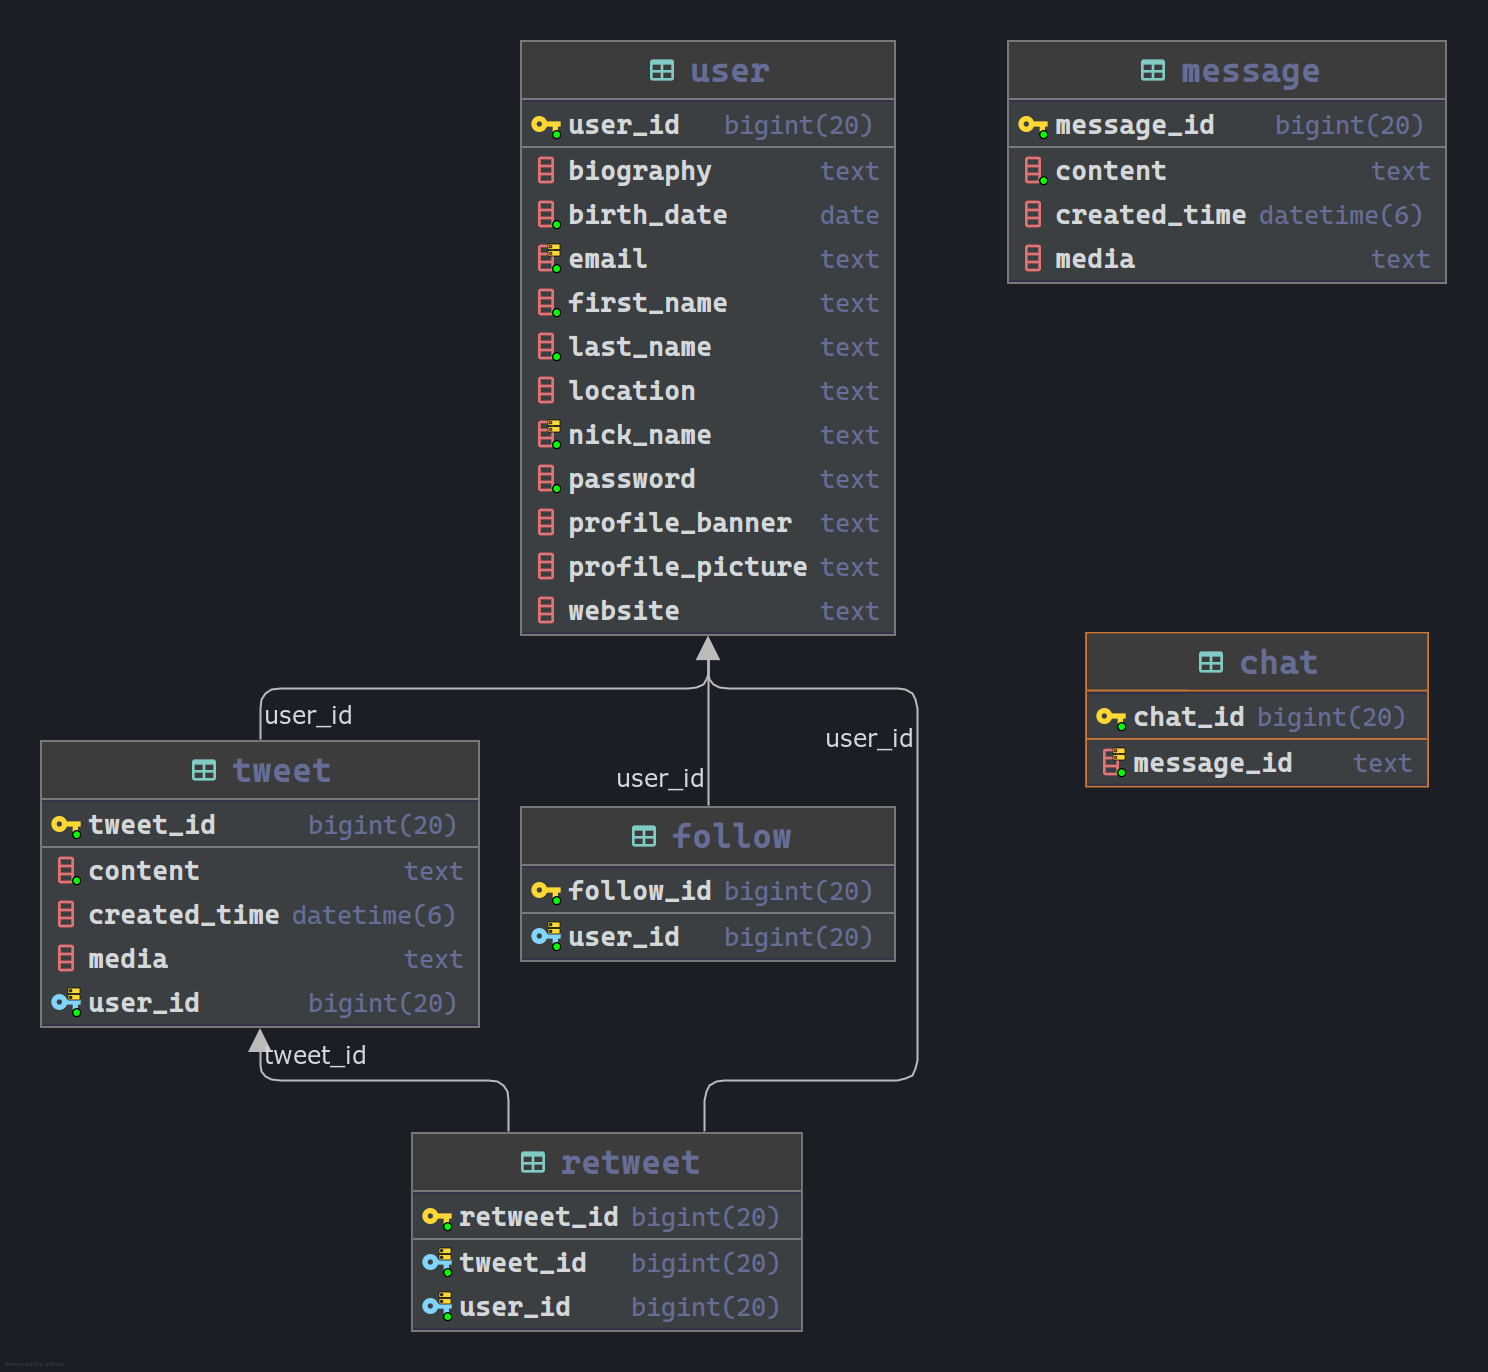 user
user_id bigint(20)
biography text
birth_date date
email text
first_name text
last_name text
location text
nick_name text
password text
profile_banner text
profile_picture text
website text
message
message_id bigint(20)
content text
created_time datetime(6)
media text
chat
chat_id bigint(20)
message_id text
user_id
user_id
user_id
tweet
tweet_id bigint(20)
content text
created_time datetime(6)
media text
user_id bigint(20)
follow
follow_id bigint(20)
user_id bigint(20)
tweet_id
retweet
retweet_id bigint(20)
tweet_id bigint(20)
user_id bigint(20)
Powered by yFiles